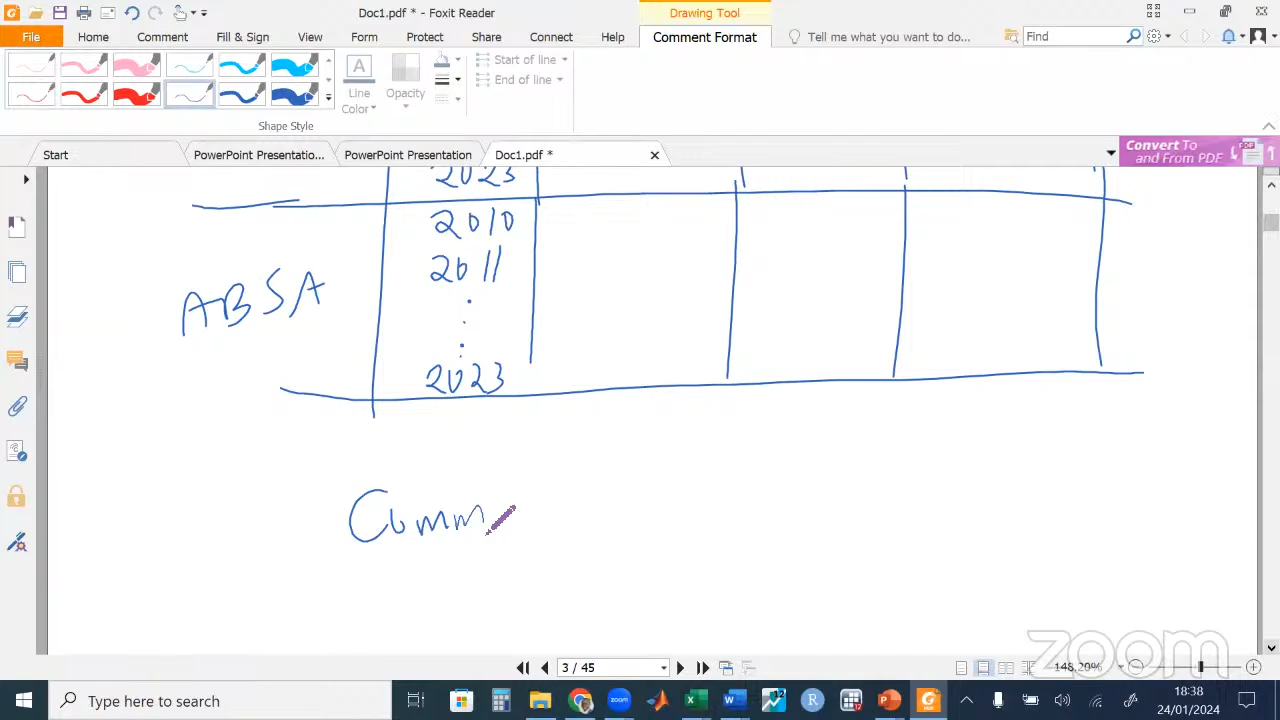 Doc1.pdf * - Foxit Reader
Drawing Tool
File
Home
Comment
Fill & Sign
View
Form
Protect
Share
Connect
Help
Comment Format
Tell me what you want to do...
Find
Line
Color
Opacity
Start of line
End of line
Shape Style
Start
PowerPoint Presentatio...
PowerPoint Presentation
Doc1.pdf *
Convert To
and From PDF
PDF
2023
2010
2011
ABSA
2023
Comm
zoom
3 / 45
148.20%
Type here to search
zoom
12
18:38
24/01/2024